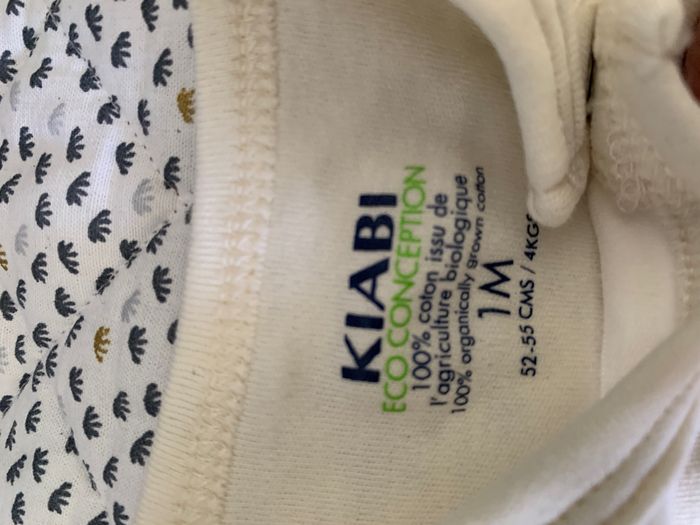 KIABI
ECO CONCEPTION
100% coton issu de
l'agriculture biologique
100% organically grown cotton
1M
52-55 CMS / 4KGS